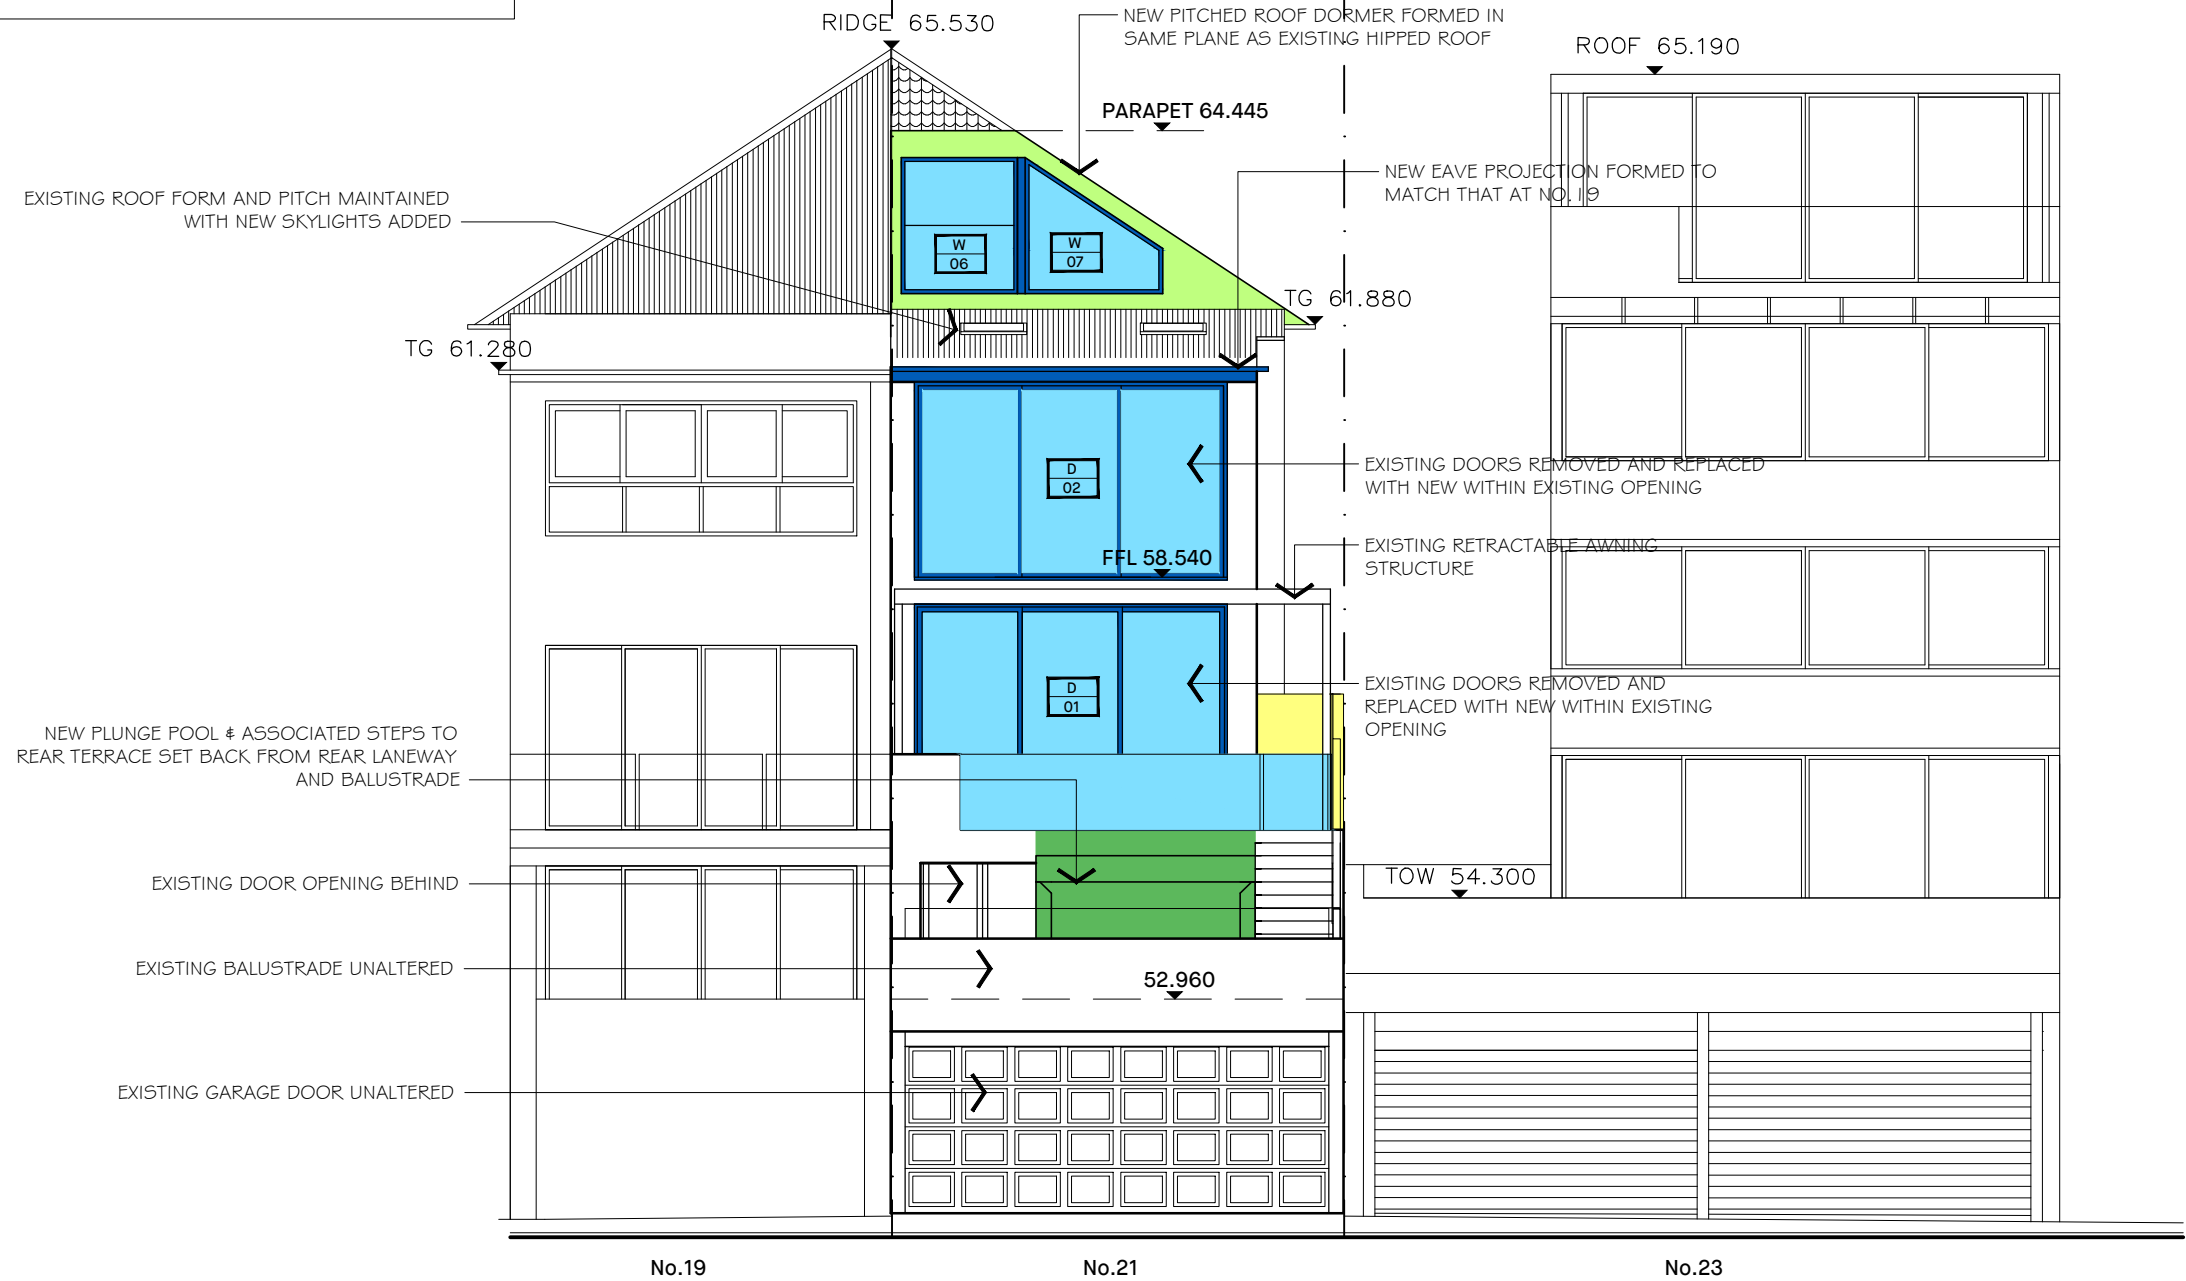 RIDGE 65.530
NEW PITCHED ROOF DORMER FORMED IN
SAME PLANE AS EXISTING HIPPED ROOF
ROOF 65.190
PARAPET 64.445
NEW EAVE PROJECTION FORMED TO
MATCH THAT AT NO.19
EXISTING ROOF FORM AND PITCH MAINTAINED
WITH NEW SKYLIGHTS ADDED
W
06
W
07
TG 61.880
TG 61.280
D
02
EXISTING DOORS REMOVED AND REPLACED
WITH NEW WITHIN EXISTING OPENING
FFL 58.540
EXISTING RETRACTABLE AWNING
STRUCTURE
D
01
EXISTING DOORS REMOVED AND
REPLACED WITH NEW WITHIN EXISTING
OPENING
NEW PLUNGE POOL & ASSOCIATED STEPS TO
REAR TERRACE SET BACK FROM REAR LANEWAY
AND BALUSTRADE
EXISTING DOOR OPENING BEHIND
TOW 54.300
EXISTING BALUSTRADE UNALTERED
52.960
EXISTING GARAGE DOOR UNALTERED
No.19
No.21
No.23